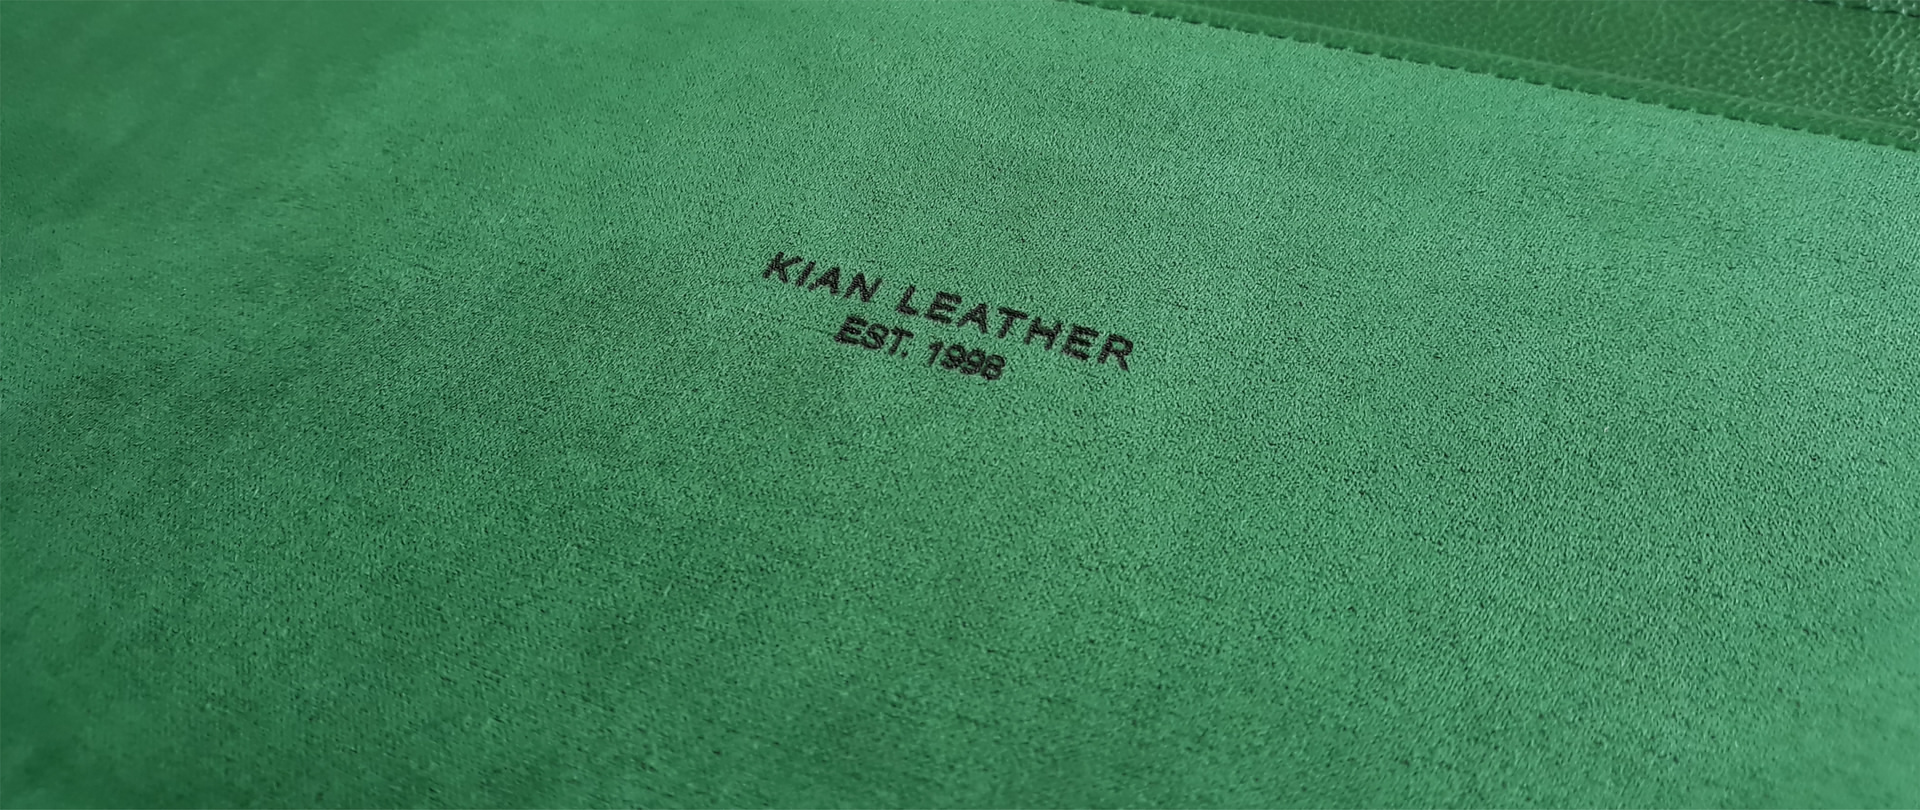 KIAN LEATHER
EST. 1998